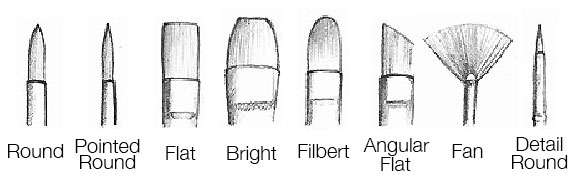 Round
Pointed
Round
Flat
Bright
Filbert
Angular
Flat
Fan
Detail
Round